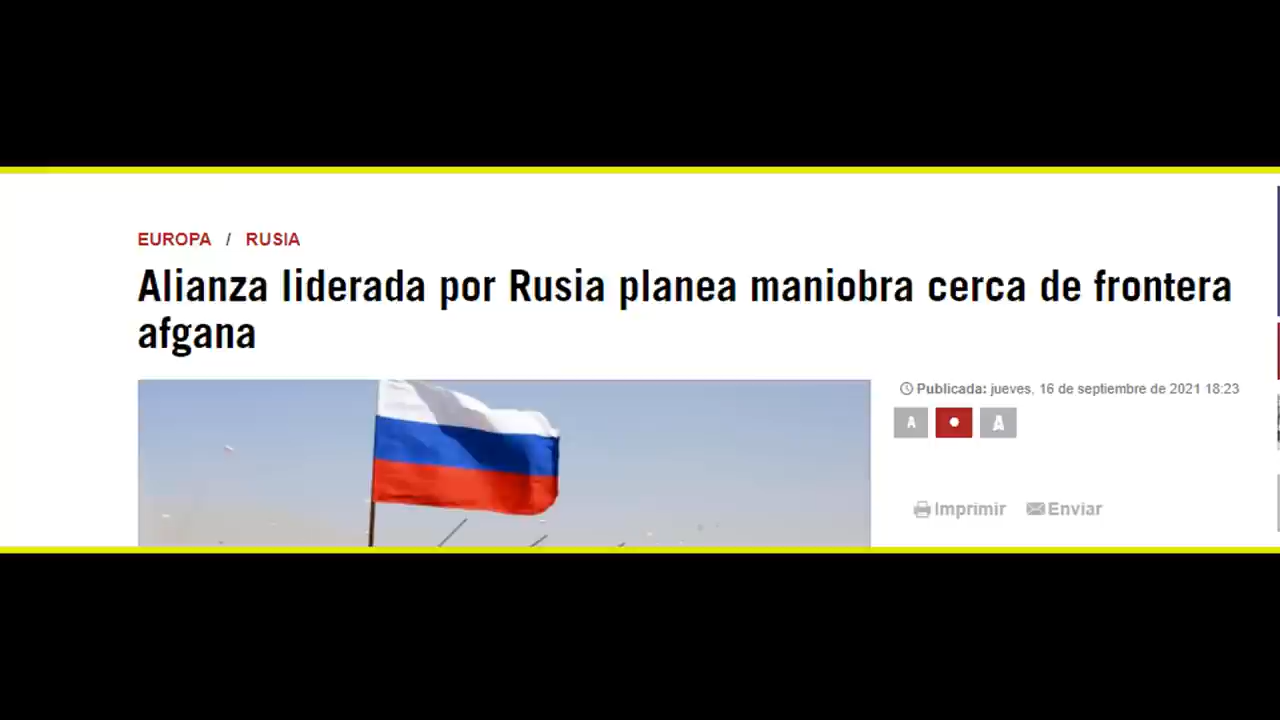 EUROPA / RUSIA
Alianza liderada por Rusia planea maniobra cerca de frontera
afgana
Publicada: jueves, 16 de septiembre de 2021 18:23
A A
Imprimir Enviar